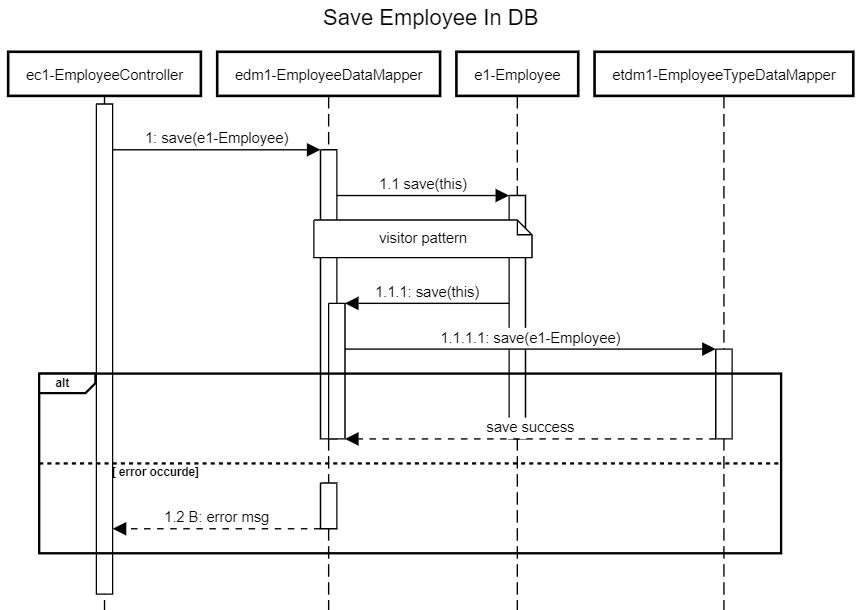 Save Employee In DB
ec1-EmployeeController
edm1-EmployeeDataMapper
e1-Employee
etdm1-EmployeeTypeDataMapper
1: save(e1-Employee)
1.1 save(this)
visitor pattern
1.1.1: save(this)
1.1.1.1: save(e1-Employee)
alt
save success
[ error occurde]
1.2 B: error msg